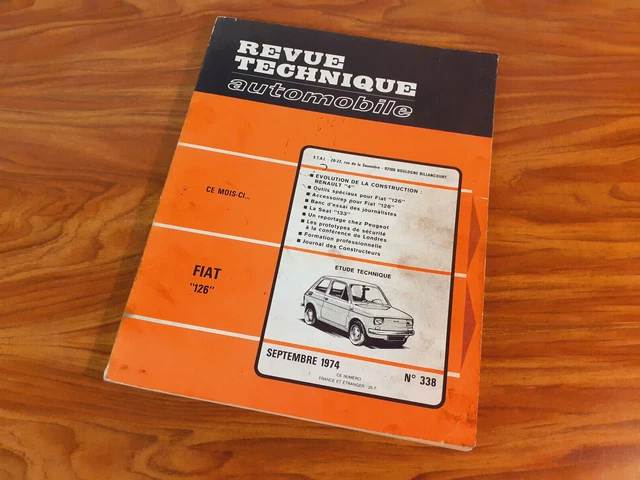 REVUE
TECHNIQUE
automobile
E.T.A.I. - 20-22, rue de la Saussière - 92100 BOULOGNE BILLANCOURT
CE MOIS-CI...
■ EVOLUTION DE LA CONSTRUCTION :
RENAULT "4"
■ Outils spéciaux pour Fiat "126"
■ Accessoires pour Fiat "126"
■ Banc d'essai des journalistes
■ La Seat "133"
■ Un reportage chez Peugeot
■ Les prototypes de sécurité
à la conférence de Londres
■ Formation professionnelle
■ Journal des Constructeurs
FIAT
"126"
ETUDE TECHNIQUE
SEPTEMBRE 1974
N° 338
CE NUMERO
FRANCE ET ETRANGER : 25 F